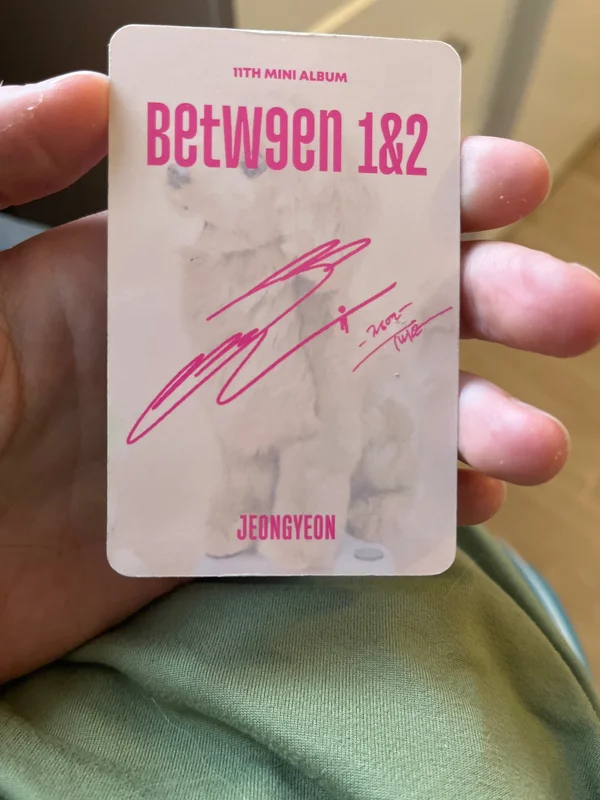 11TH MINI ALBUM
BetW9en 1&2
JEONGYEON